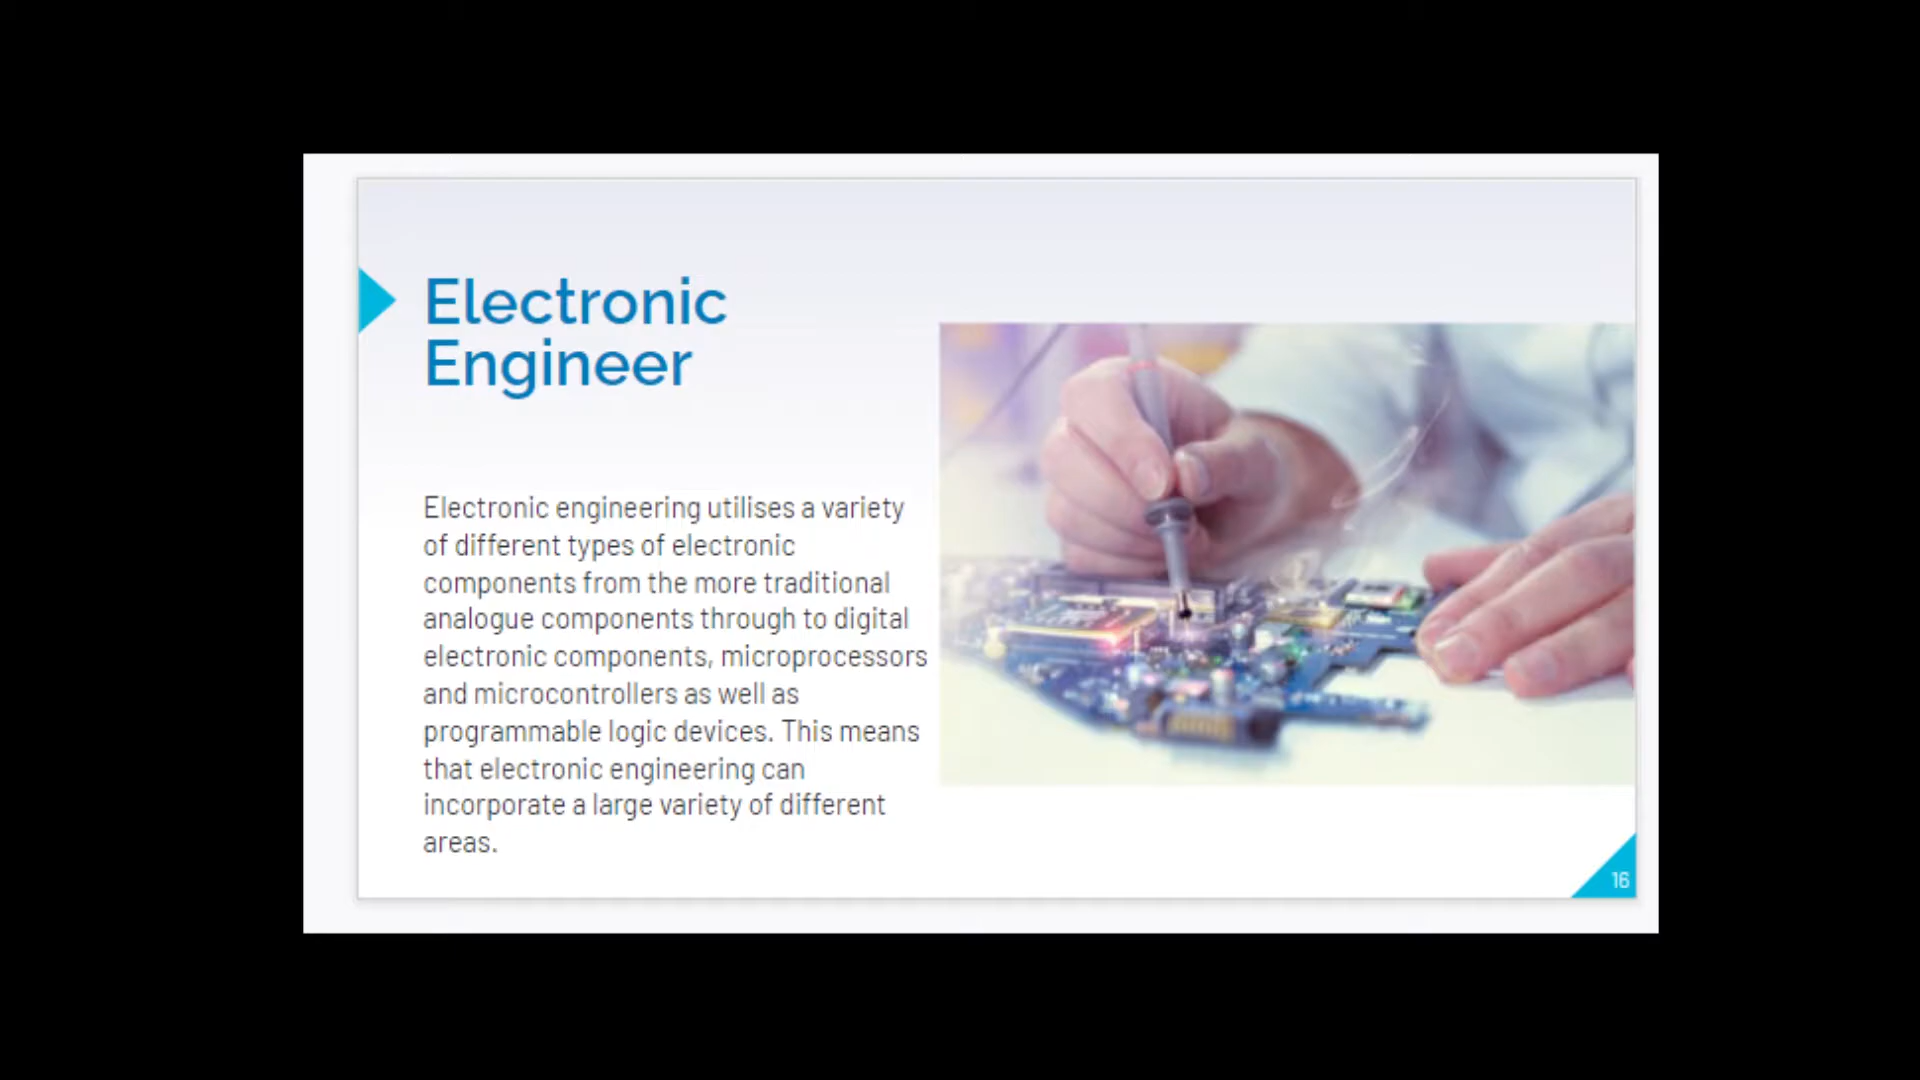 Electronic
Engineer
Electronic engineering utilises a variety
of different types of electronic
components from the more traditional
analogue components through to digital
electronic components, microprocessors
and microcontrollers as well as
programmable logic devices. This means
that electronic engineering can
incorporate a large variety of different
areas.
16